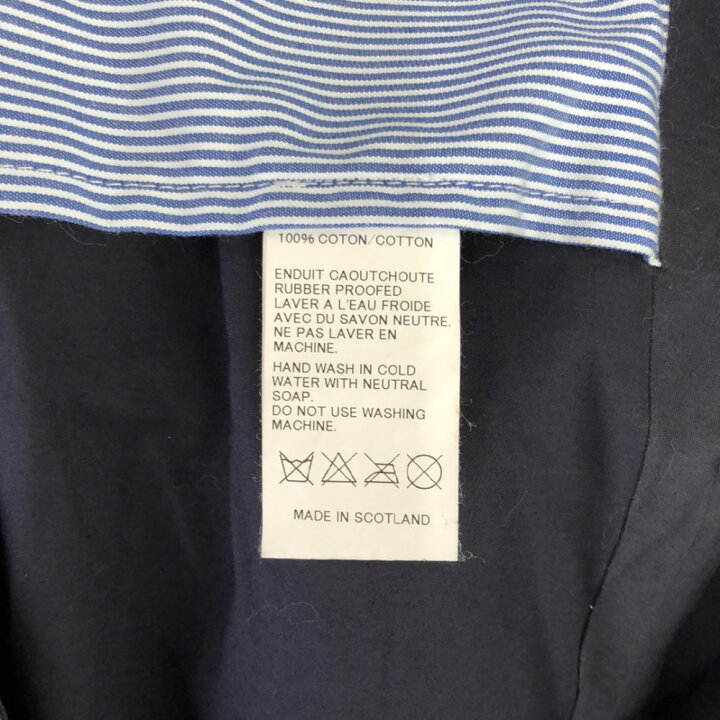 100% COTON/COTTON
ENDUIT CAOUTCHOUTE
RUBBER PROOFED
LAVER A L'EAU FROIDE
AVEC DU SAVON NEUTRE.
NE PAS LAVER EN
MACHINE.
HAND WASH IN COLD
WATER WITH NEUTRAL
SOAP.
DO NOT USE WASHING
MACHINE.
MADE IN SCOTLAND